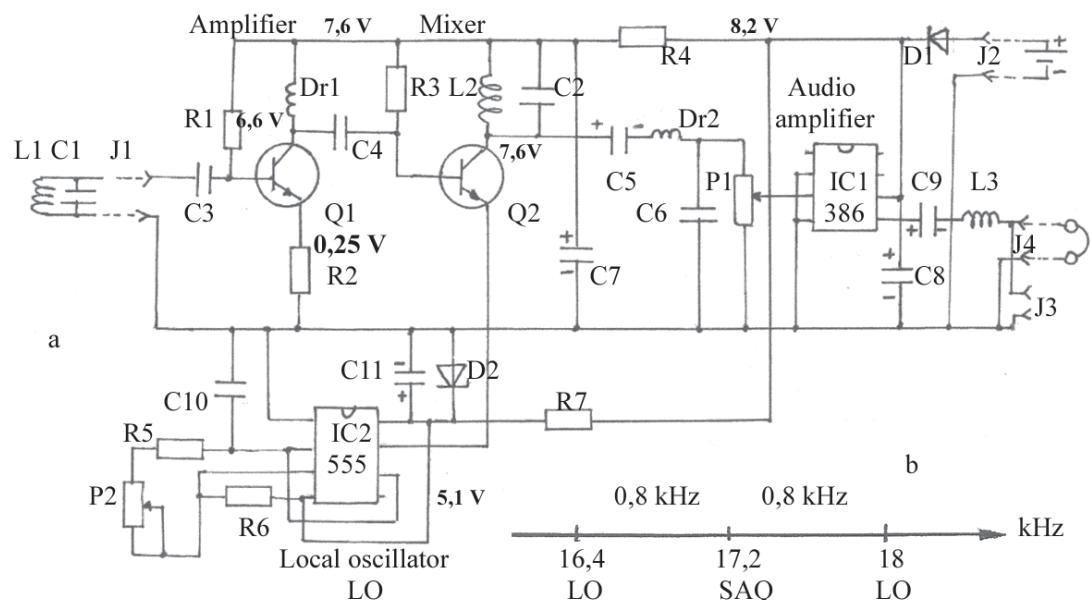 Amplifier 7,6 V Mixer 8,2 V
D1 J2 + -
R4
Dr1 R3 L2 C2 Audio
R1 6,6 V Dr2 amplifier
C4 + - 7,6V
L1 C1 J1 P1 IC1 C9 L3
C3 Q1 Q2 C5 C6 386 + -
0,25 V J4
R2 + - C7 + - C8
J3
a
C11 - + D2
C10 R7
R5 IC2
555 b
P2 5,1 V 0,8 kHz 0,8 kHz
R6 kHz
Local oscillator 16,4 17,2 18
LO LO SAQ LO